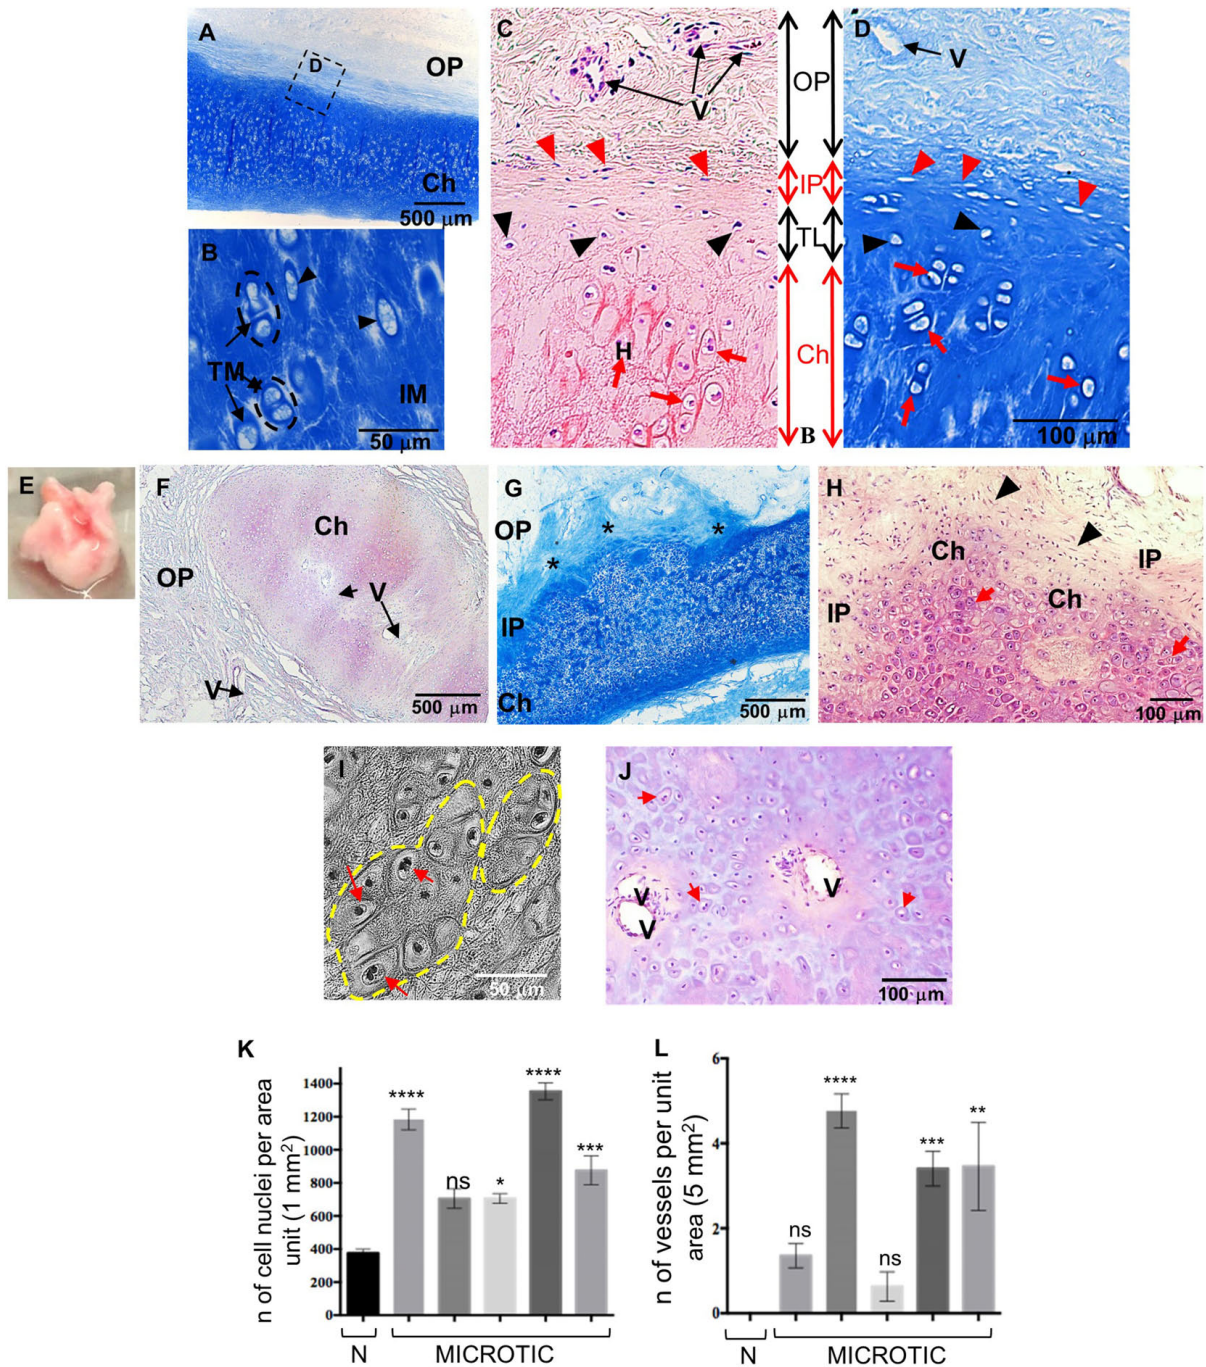 A
D
OP
Ch
500 μm
B
TM
IM
50 μm
C
V
H
B
OP
IP
TL
Ch
D
V
100 μm
E
F
Ch
OP
V
V
500 μm
G
OP
* * *
IP
Ch
500 μm
H
Ch
IP
Ch
IP
100 μm
I
50 μm
J
V
V
V
100 μm
K
n of cell nuclei per area
unit (1 mm²)
1400
1200
1000
800
600
400
200
0
****
ns
*
****
***
N
MICROTIC
L
n of vessels per unit
area (5 mm²)
6
4
2
0
ns
****
ns
***
**
N
MICROTIC